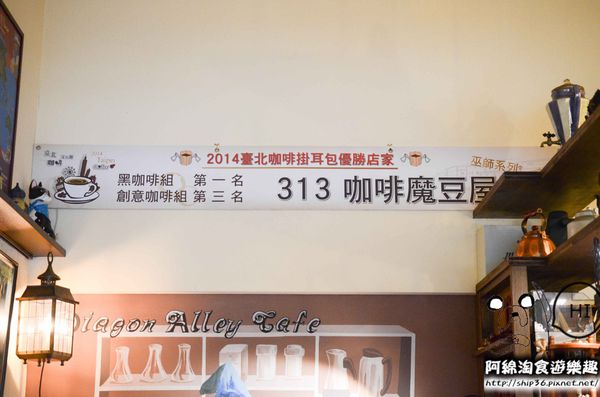 2014臺北咖啡掛耳包優勝店家
巫師系列
黑咖啡組 第一名
創意咖啡組 第三名
313 咖啡魔豆屋
Diagon Alley Cafe
HI
阿綿淘食遊樂趣
http://ship36.pixnet.net/